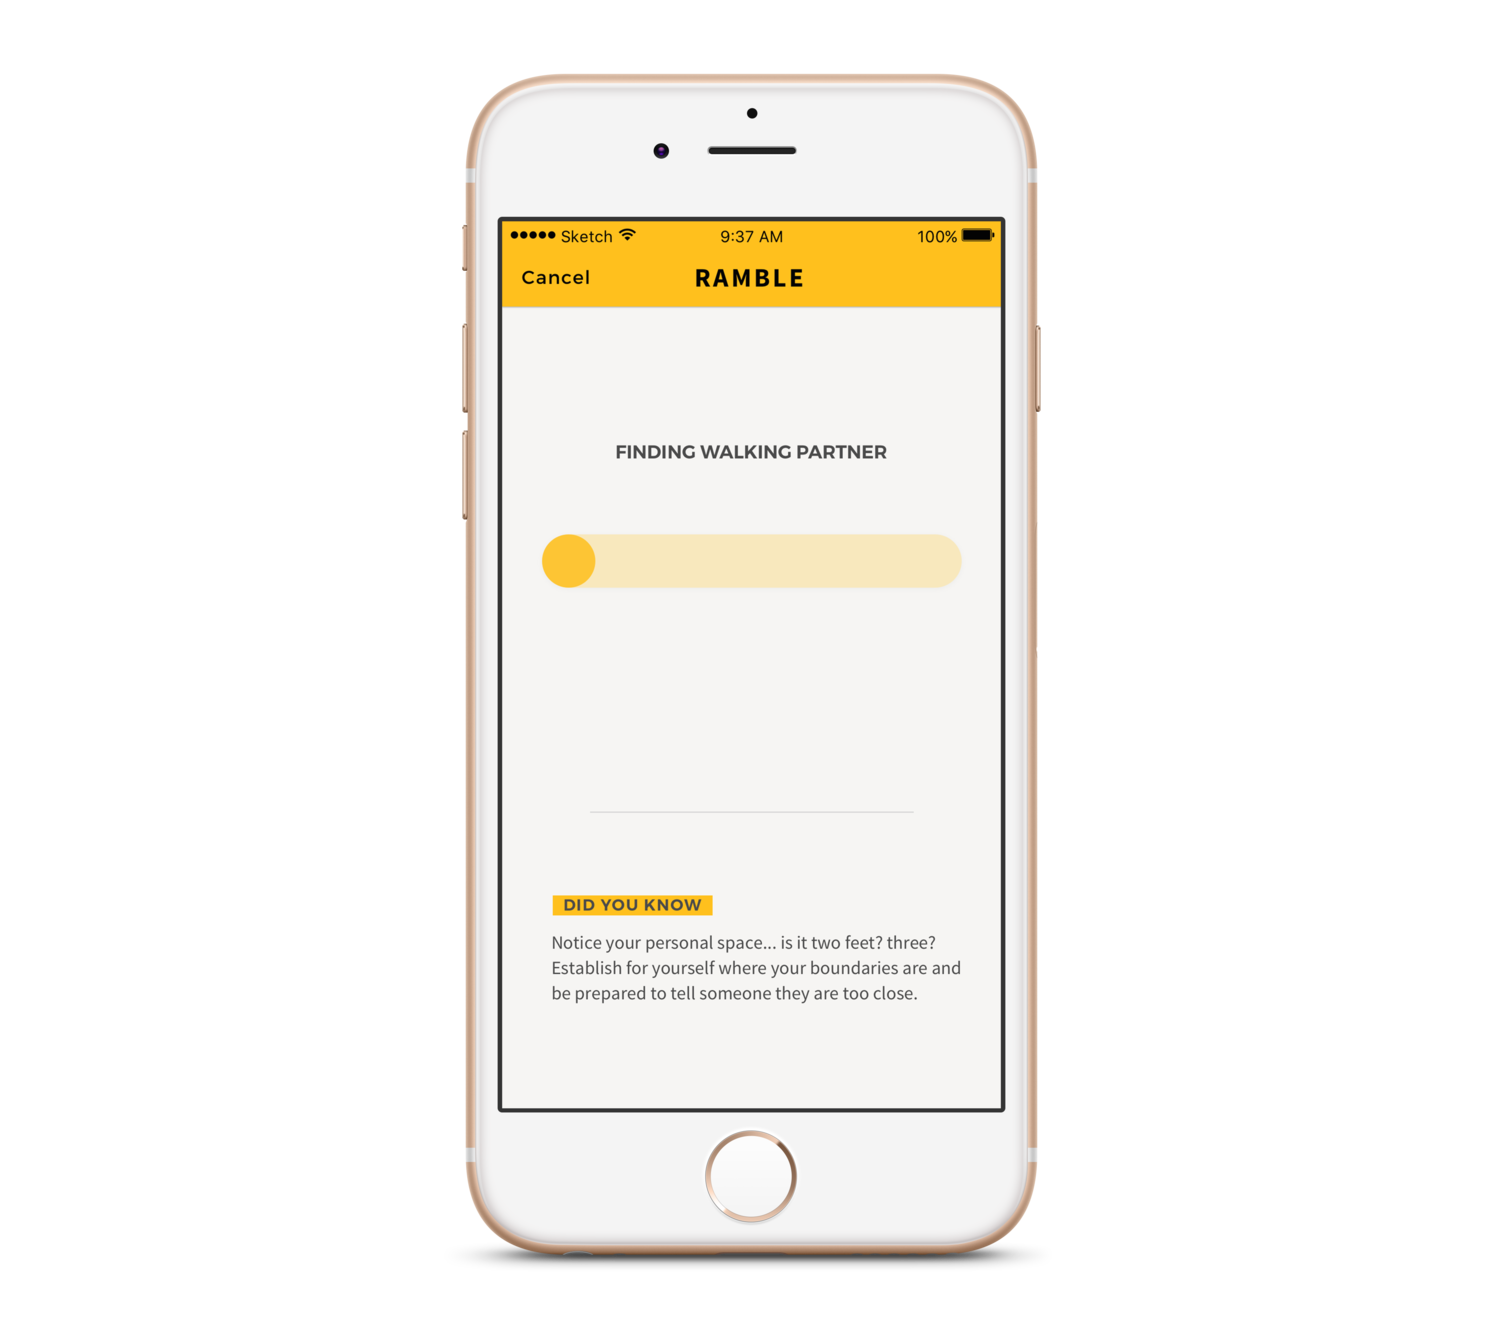 Sketch 9:37 AM 100%
Cancel RAMBLE
FINDING WALKING PARTNER
DID YOU KNOW
Notice your personal space... is it two feet? three?
Establish for yourself where your boundaries are and
be prepared to tell someone they are too close.